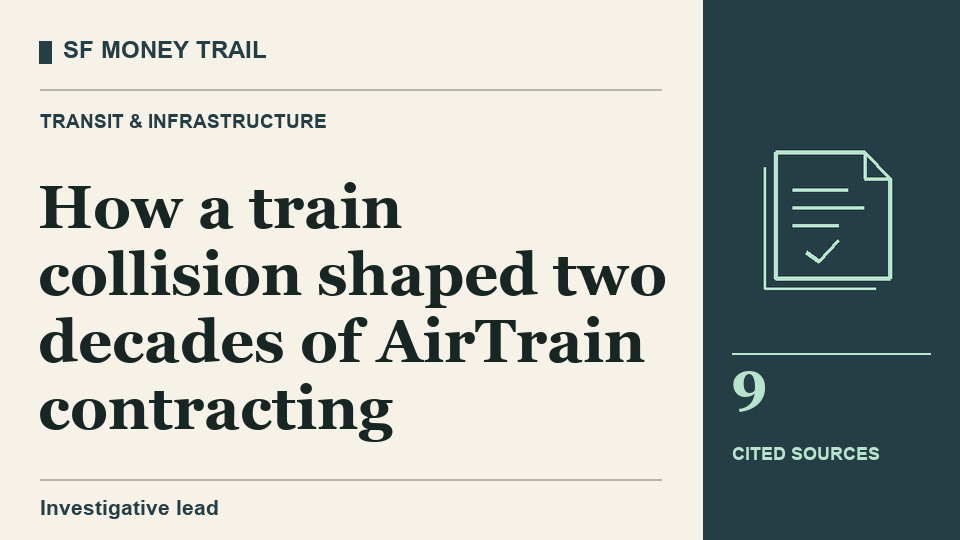 SF MONEY TRAIL
TRANSIT & INFRASTRUCTURE
How a train
collision shaped two
decades of AirTrain
contracting
Investigative lead
9
CITED SOURCES